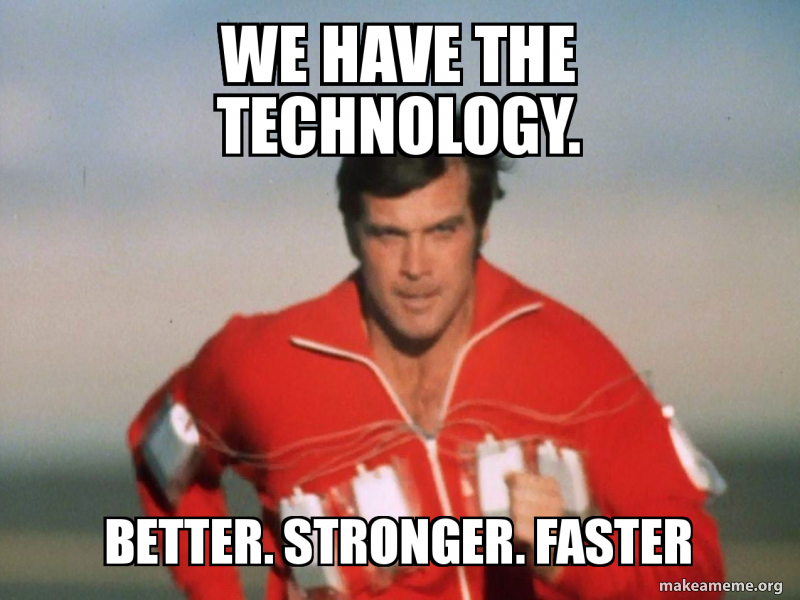 WE HAVE THE
TECHNOLOGY.
BETTER. STRONGER. FASTER
makeameme.org